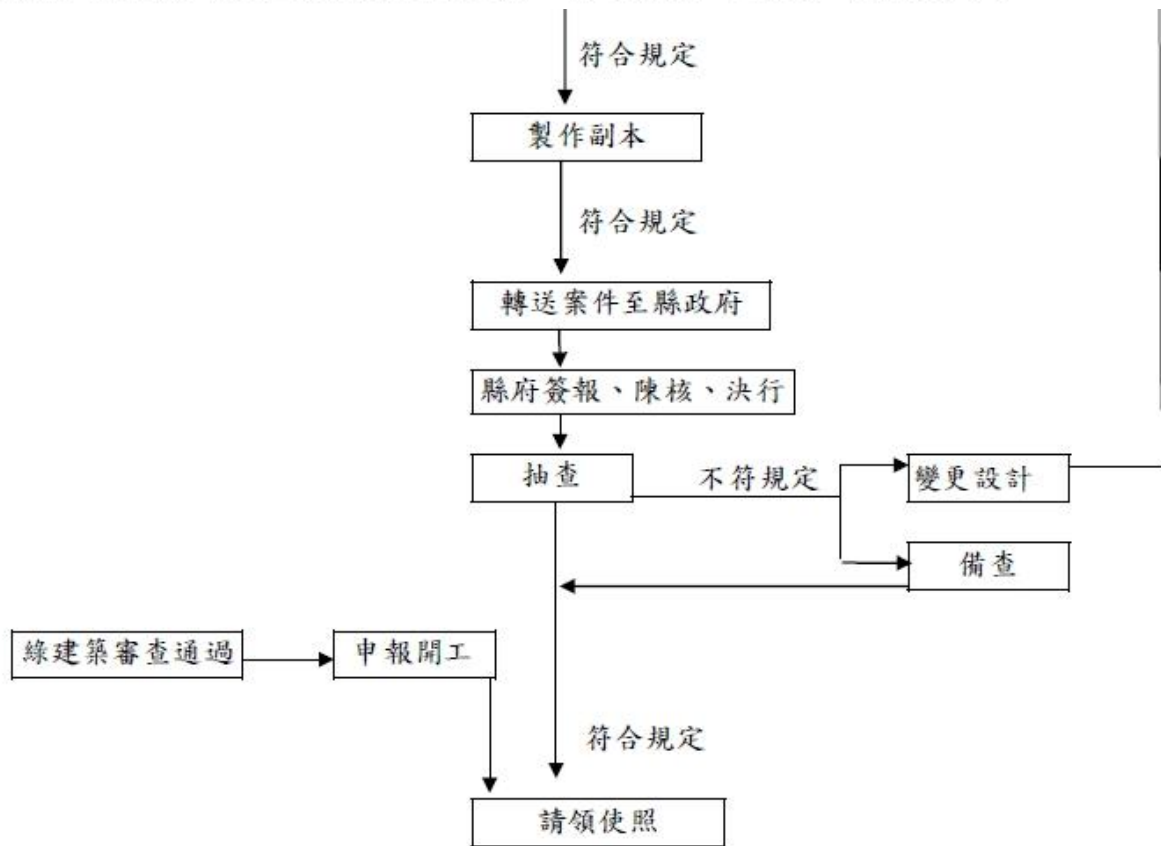 符合規定
製作副本
符合規定
轉送案件至縣政府
縣府簽報、陳核、決行
抽查
不符規定
變更設計
備查
綠建築審查通過
申報開工
符合規定
請領使照